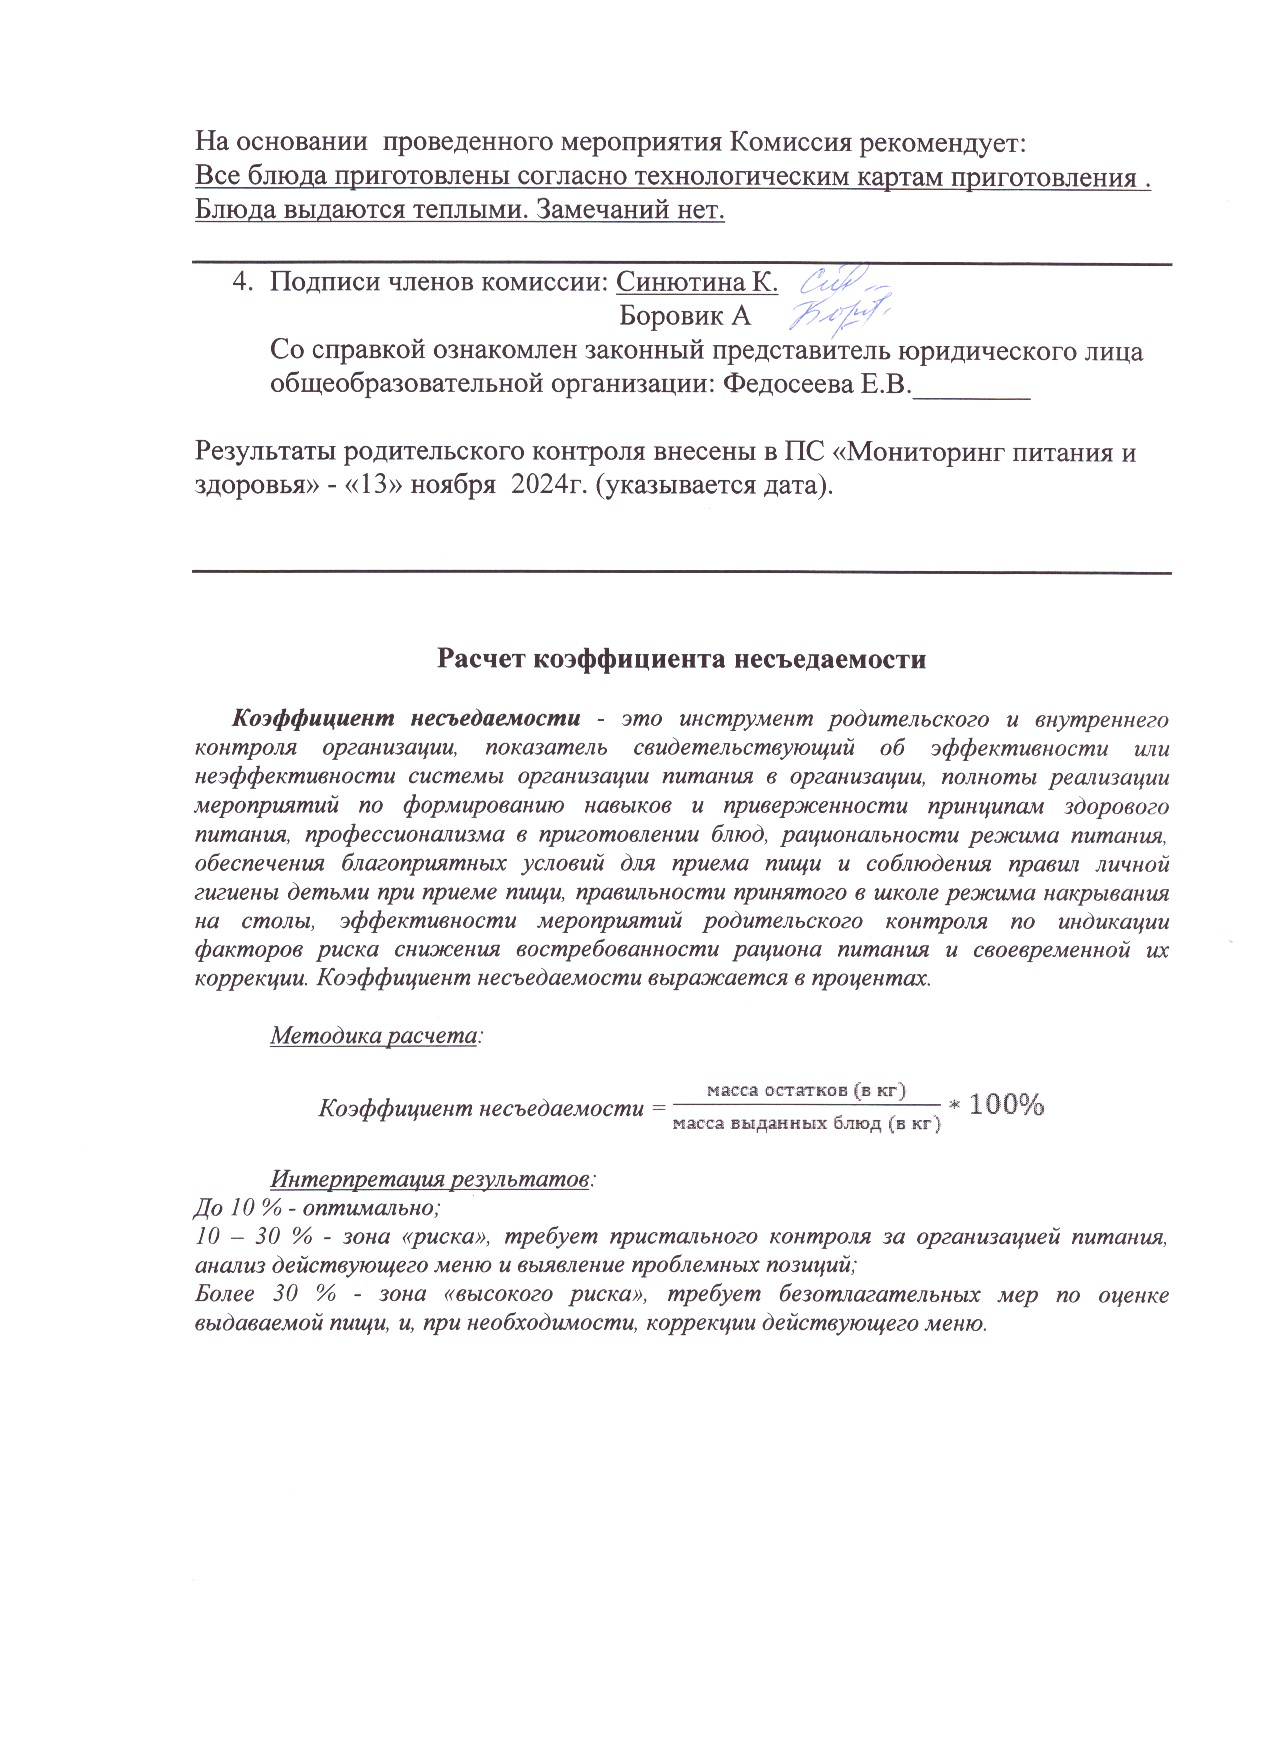 На основании проведенного мероприятия Комиссия рекомендует:
Все блюда приготовлены согласно технологическим картам приготовления .
Блюда выдаются теплыми. Замечаний нет.
4. Подписи членов комиссии: Синютина К.
Боровик А
Со справкой ознакомлен законный представитель юридического лица
общеобразовательной организации: Федосеева Е.В.________
Результаты родительского контроля внесены в ПС «Мониторинг питания и
здоровья» - «13» ноября 2024г. (указывается дата).
Расчет коэффициента несъедаемости
Коэффициент несъедаемости - это инструмент родительского и внутреннего
контроля организации, показатель свидетельствующий об эффективности или
неэффективности системы организации питания в организации, полноты реализации
мероприятий по формированию навыков и приверженности принципам здорового
питания, профессионализма в приготовлении блюд, рациональности режима питания,
обеспечения благоприятных условий для приема пищи и соблюдения правил личной
гигиены детьми при приеме пищи, правильности принятого в школе режима накрывания
на столы, эффективности мероприятий родительского контроля по индикации
факторов риска снижения востребованности рациона питания и своевременной их
коррекции. Коэффициент несъедаемости выражается в процентах.
Методика расчета:
масса остатков (в кг)
Коэффициент несъедаемости = * 100%
масса выданных блюд (в кг)
Интерпретация результатов:
До 10 % - оптимально;
10 – 30 % - зона «риска», требует пристального контроля за организацией питания,
анализ действующего меню и выявление проблемных позиций;
Более 30 % - зона «высокого риска», требует безотлагательных мер по оценке
выдаваемой пищи, и, при необходимости, коррекции действующего меню.